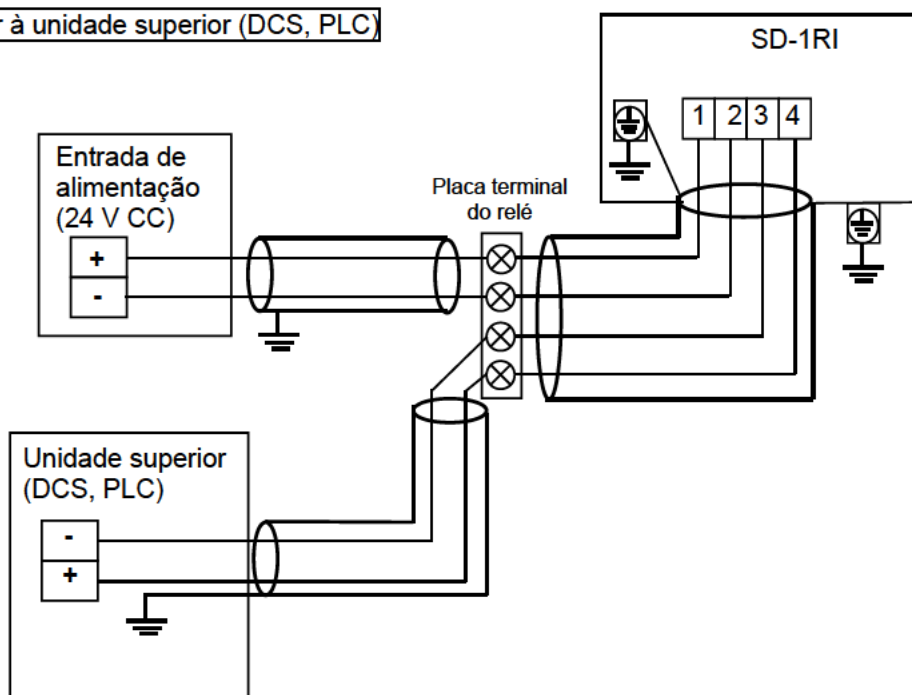 r à unidade superior (DCS, PLC)
SD-1RI
1 2 3 4
Entrada de
alimentação
(24 V CC)
+
-
Placa terminal
do relé
Unidade superior
(DCS, PLC)
-
+